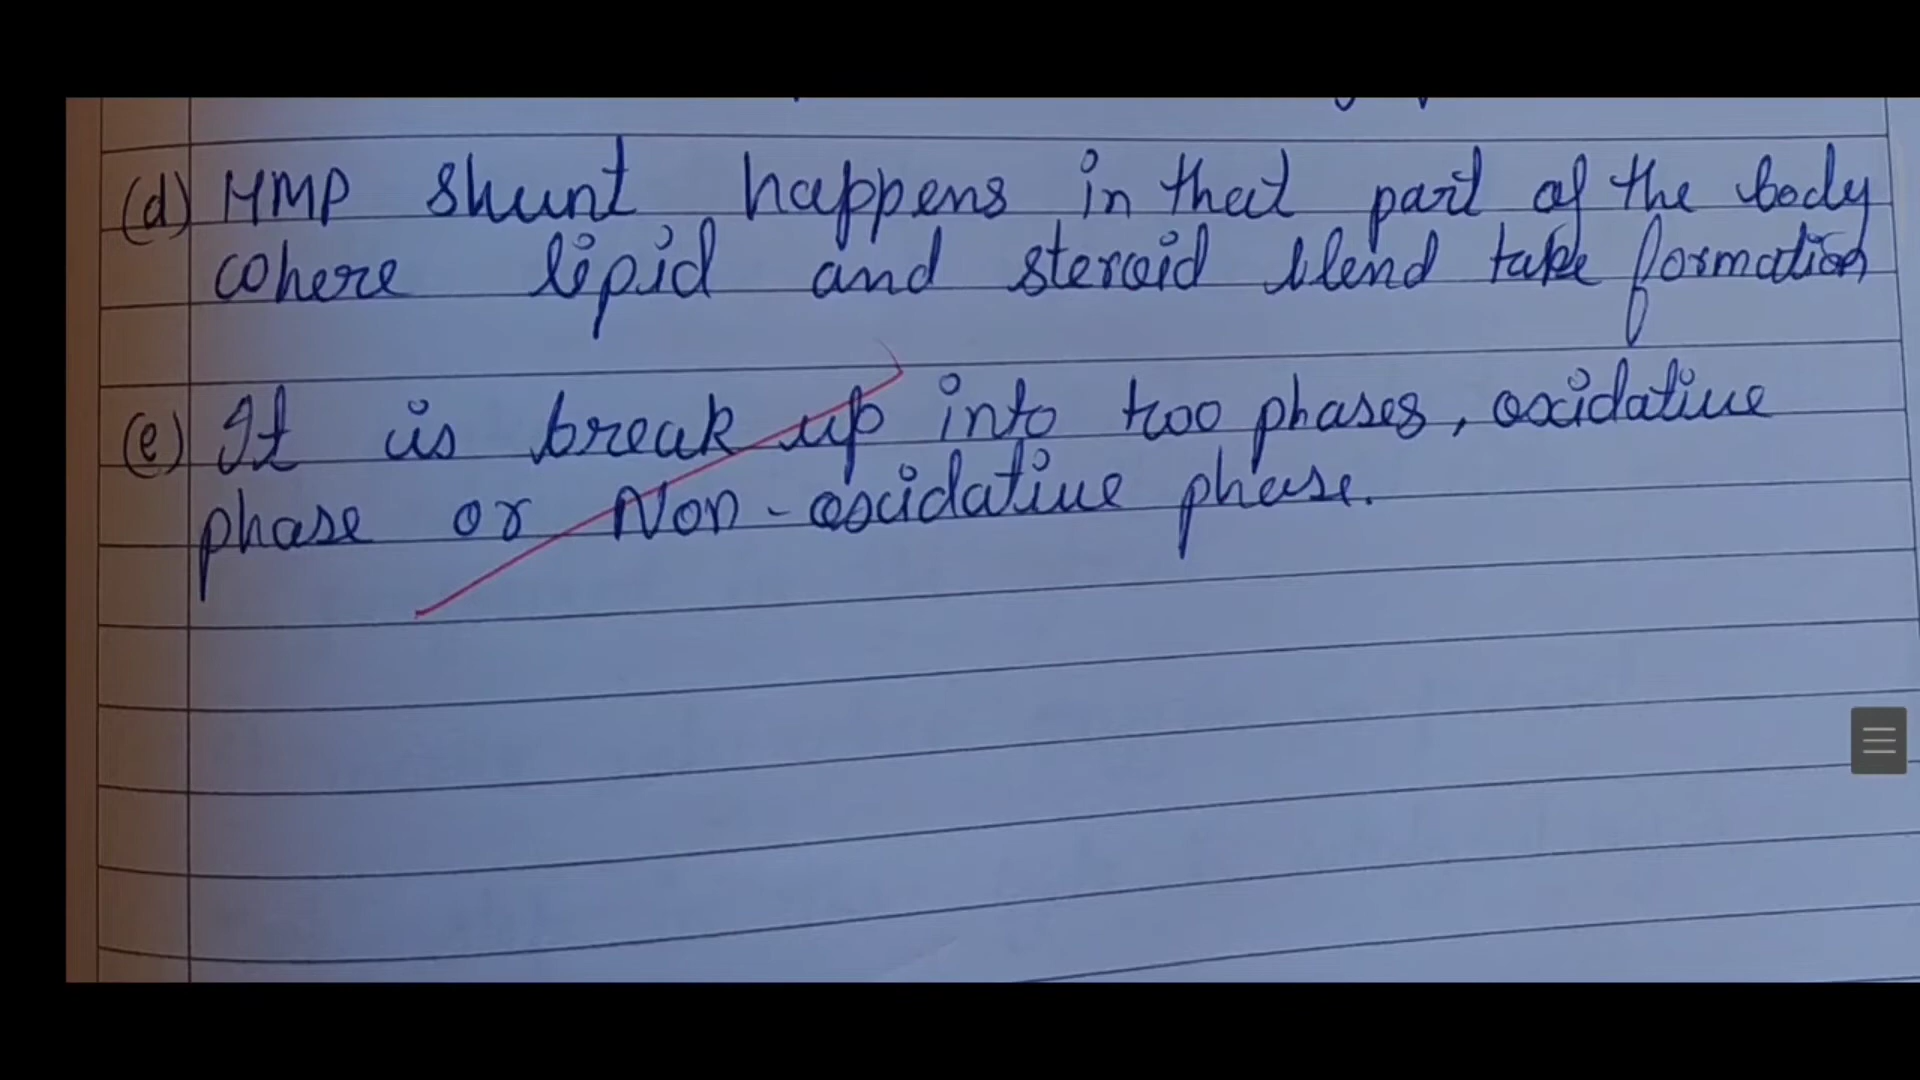 (d) HMP shunt happens in that part of the body
where lipid and steroid blend take formation
(e) It is break up into two phases, oxidative
phase or Non-oxidative phase.